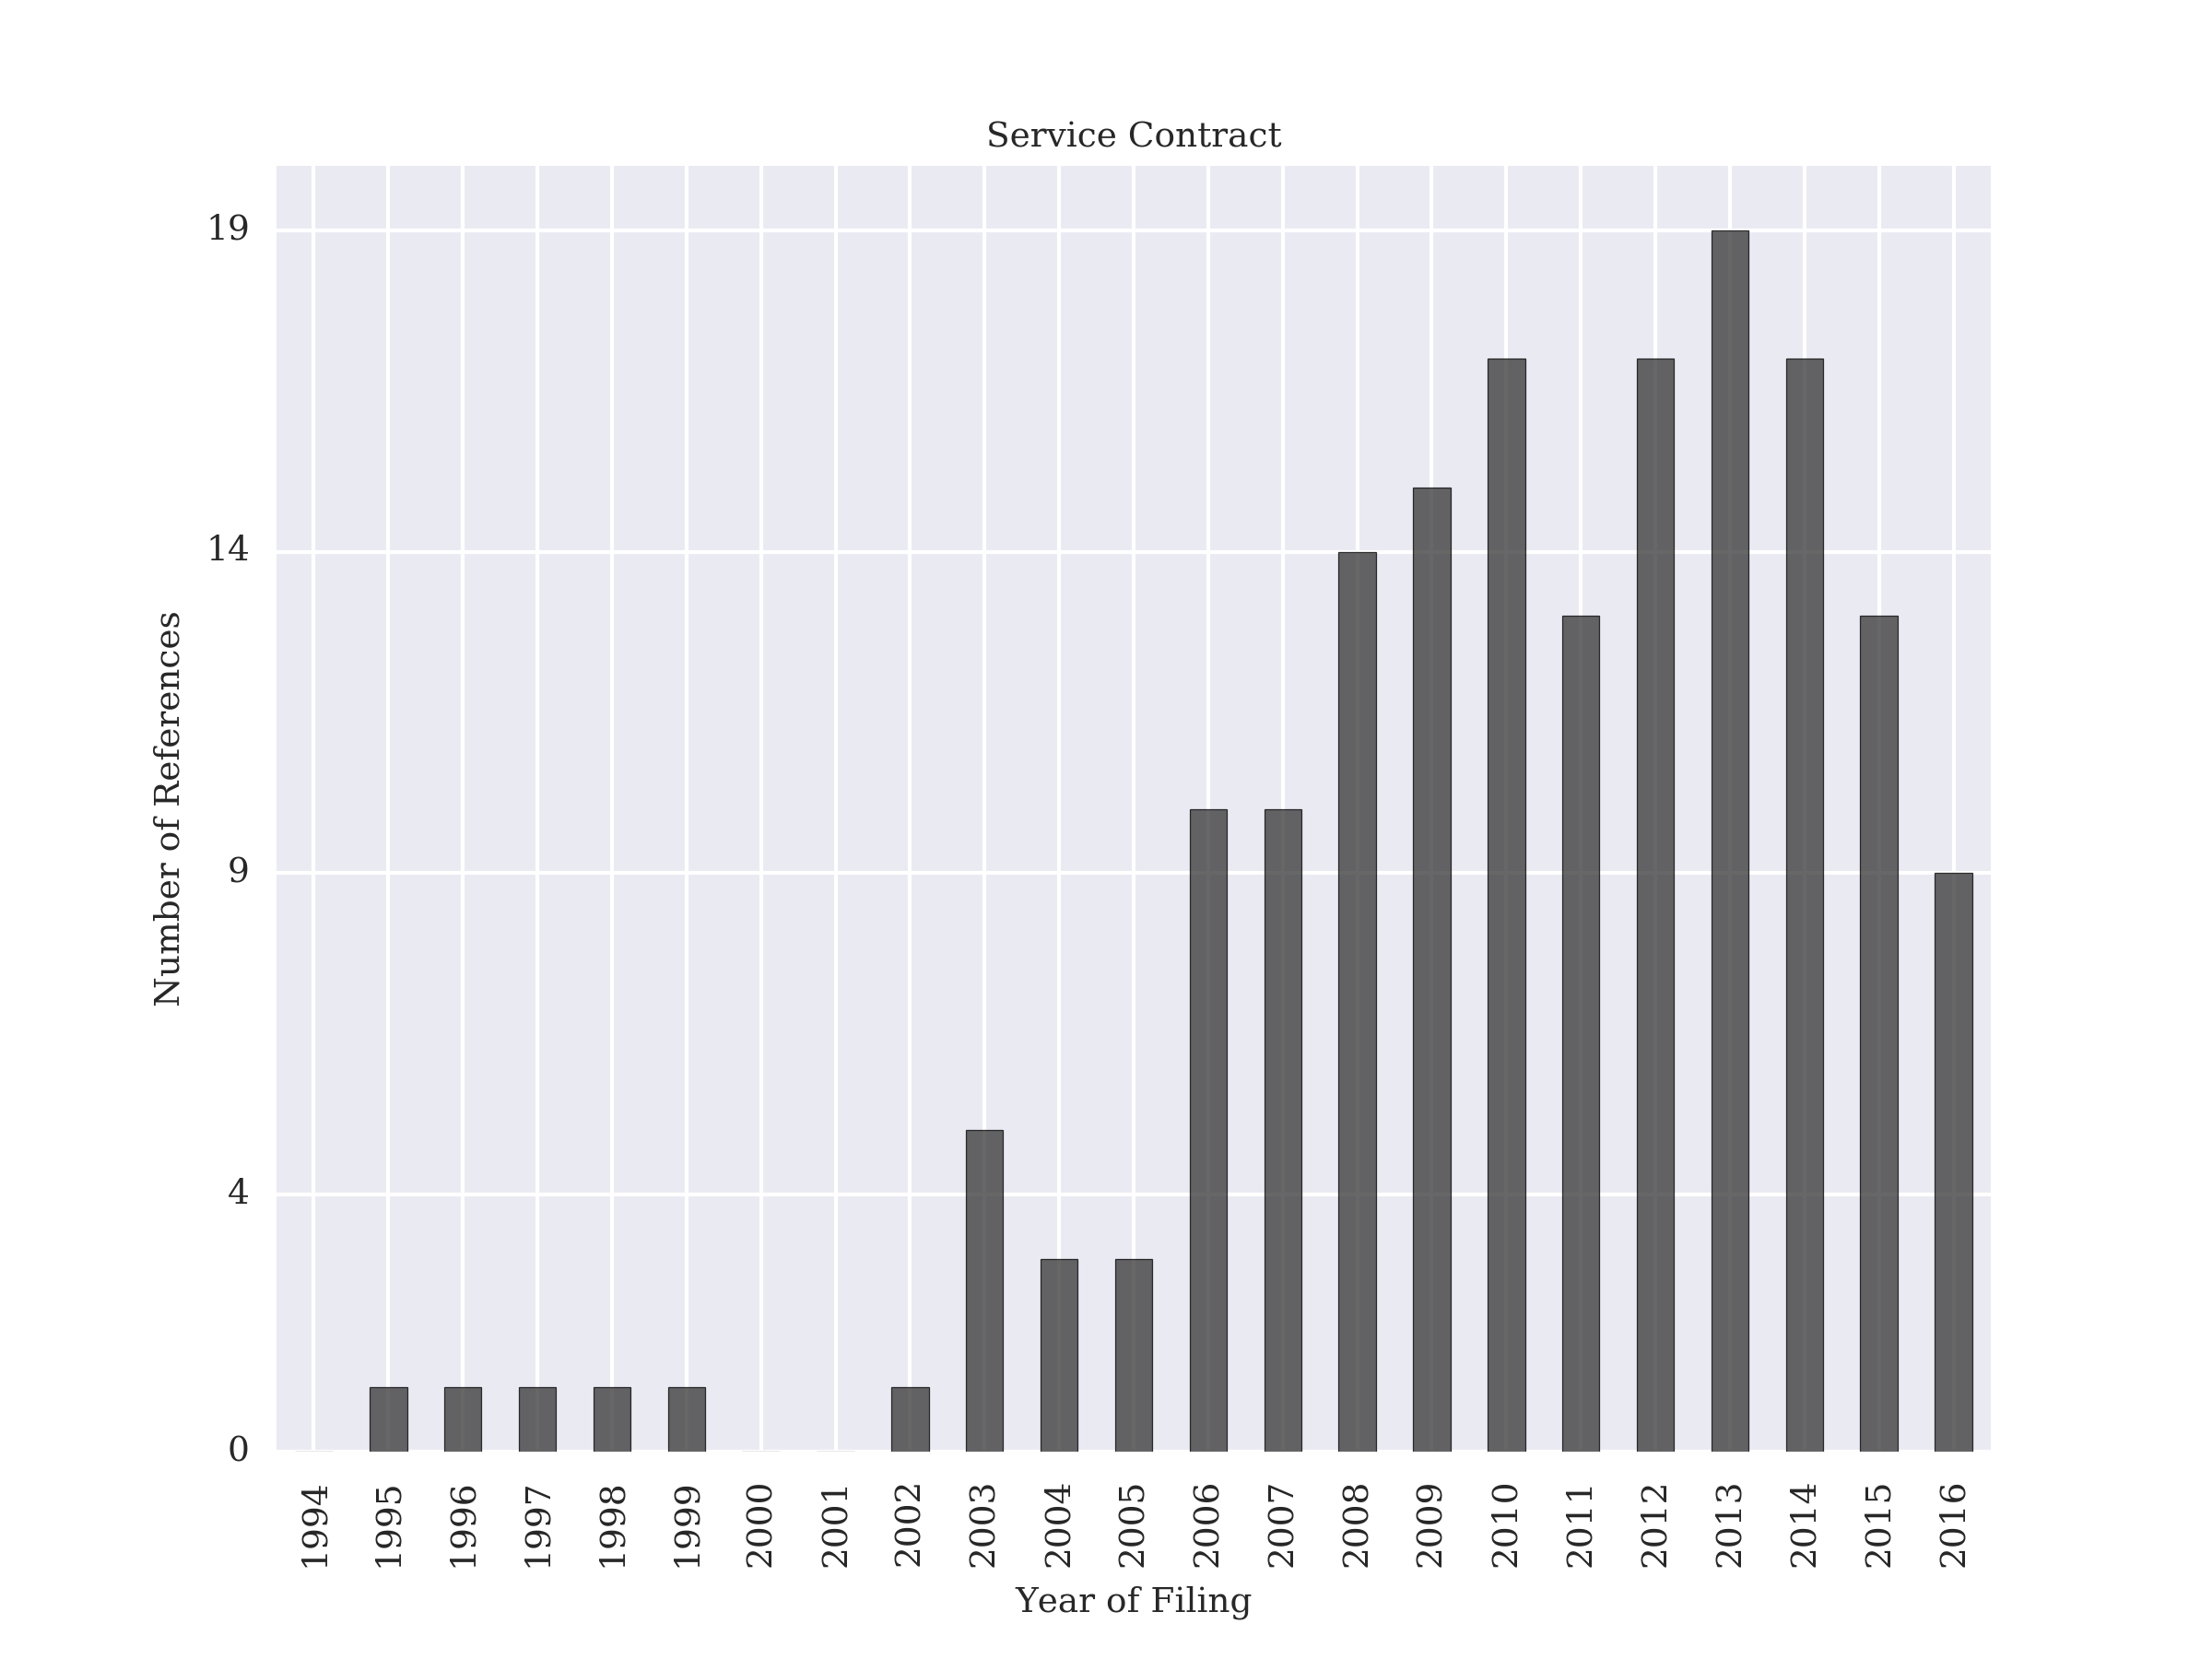 Service Contract
19
14
9
4
0
Number of References
1994 1995 1996 1997 1998 1999 2000 2001 2002 2003 2004 2005 2006 2007 2008 2009 2010 2011 2012 2013 2014 2015 2016
Year of Filing